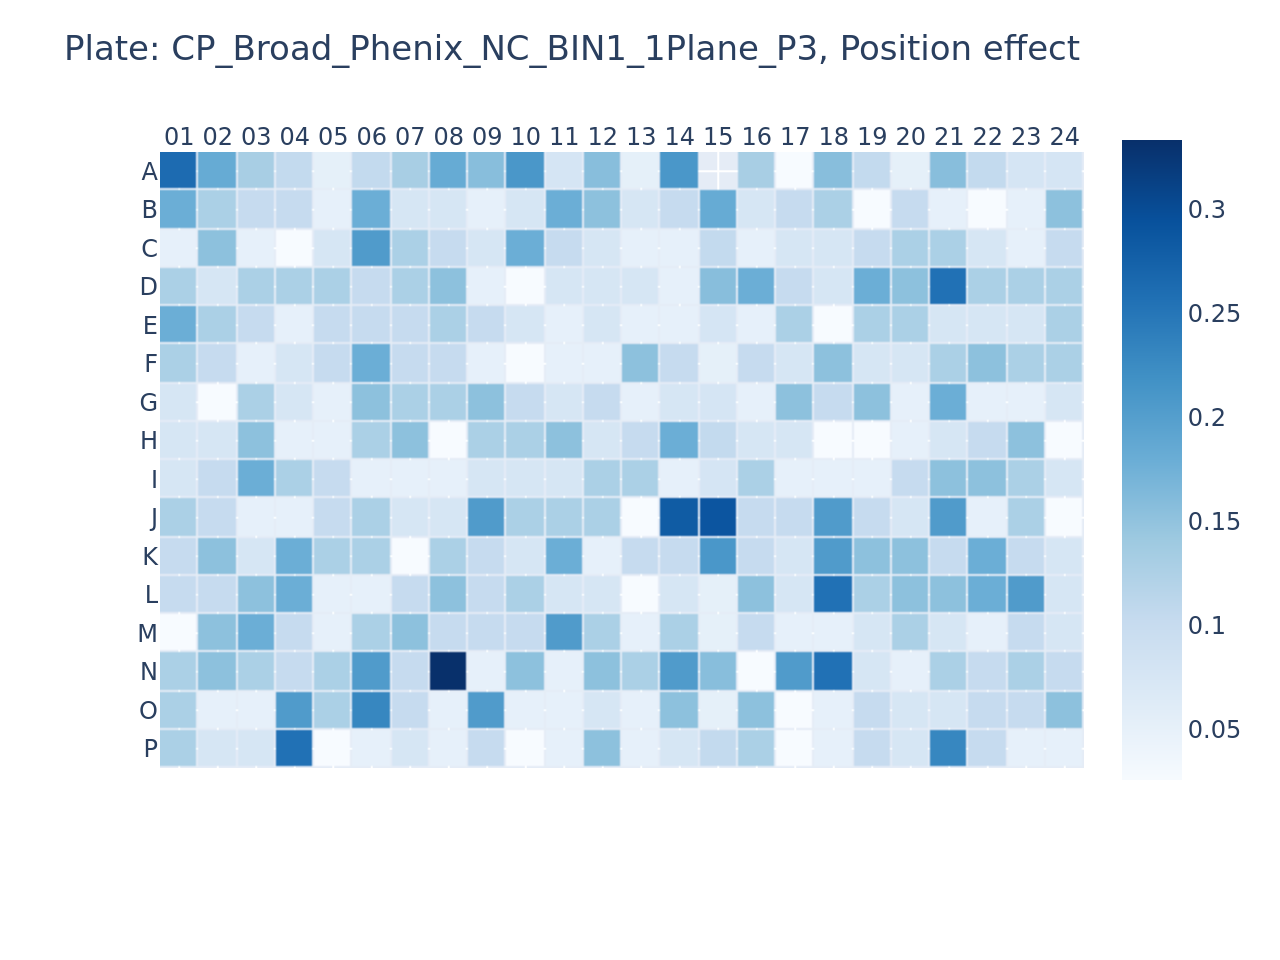 Plate: CP_Broad_Phenix_NC_BIN1_1Plane_P3, Position effect
01 02 03 04 05 06 07 08 09 10 11 12 13 14 15 16 17 18 19 20 21 22 23 24
A
B
C
D
E
F
G
H
I
J
K
L
M
N
O
P
0.3
0.25
0.2
0.15
0.1
0.05